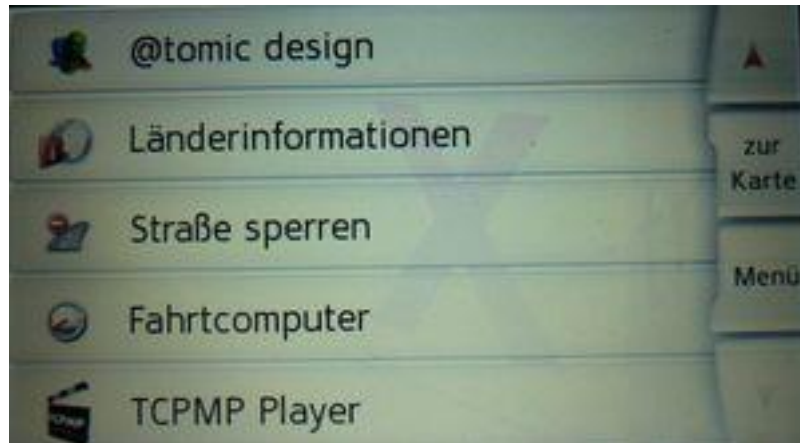 @tomic design
Länderinformationen
zur
Karte
Straße sperren
Menü
Fahrtcomputer
TCPMP Player